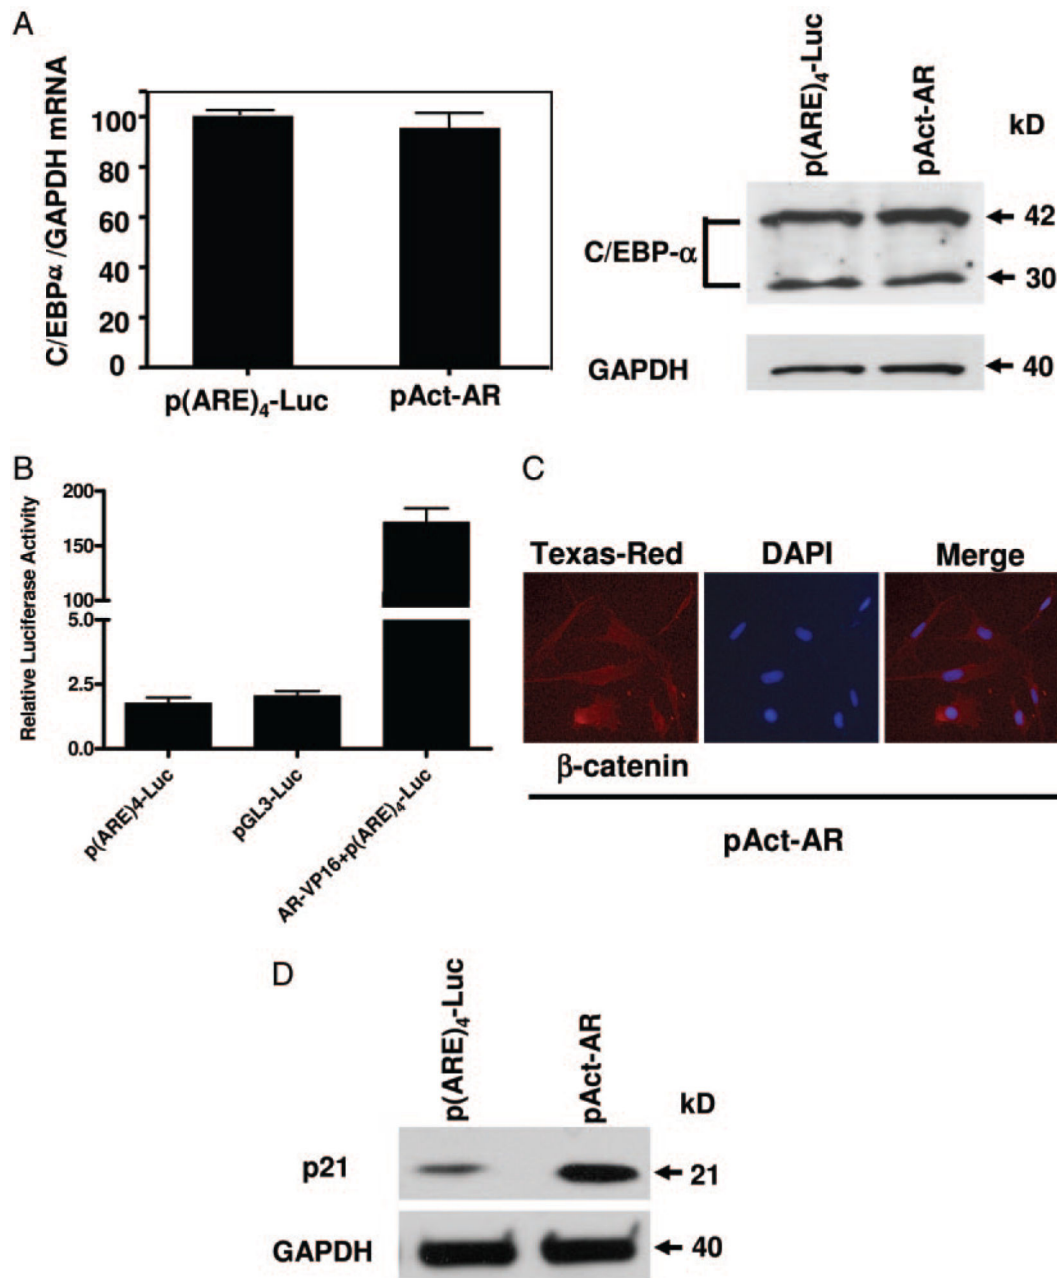 A
C/EBPα /GAPDH mRNA
100
80
60
40
20
0
p(ARE)4-Luc
pAct-AR
p(ARE)4-Luc
pAct-AR
kD
C/EBP-α
42
30
GAPDH
40
B
Relative Luciferase Activity
200
150
100
5.0
2.5
0.0
p(ARE)4-Luc
pGL3-Luc
AR-VP16+p(ARE)4-Luc
C
Texas-Red
DAPI
Merge
β-catenin
pAct-AR
D
p(ARE)4-Luc
pAct-AR
kD
p21
21
GAPDH
40